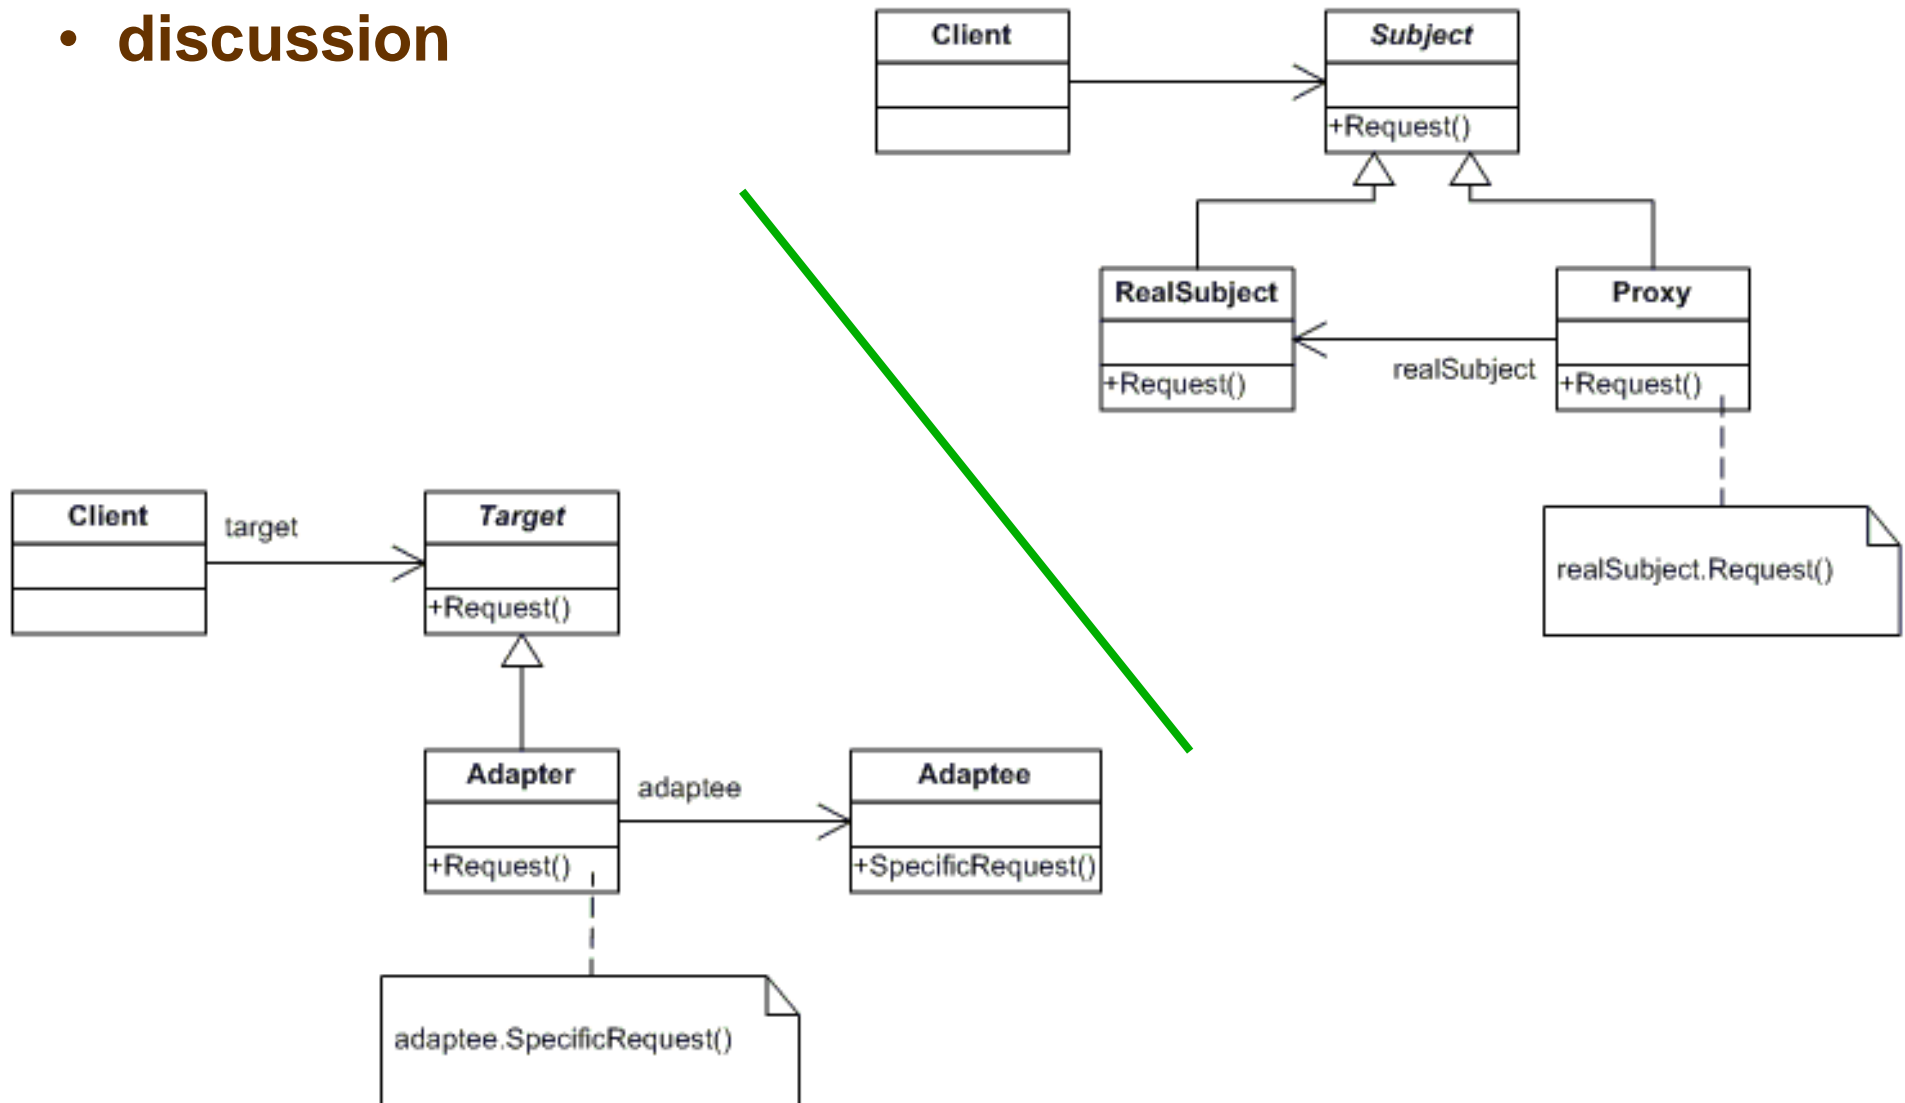 • discussion
Client
Subject
+Request()
RealSubject
+Request()
realSubject
Proxy
+Request()
realSubject.Request()
Client
target
Target
+Request()
Adapter
+Request()
adaptee
Adaptee
+SpecificRequest()
adaptee.SpecificRequest()